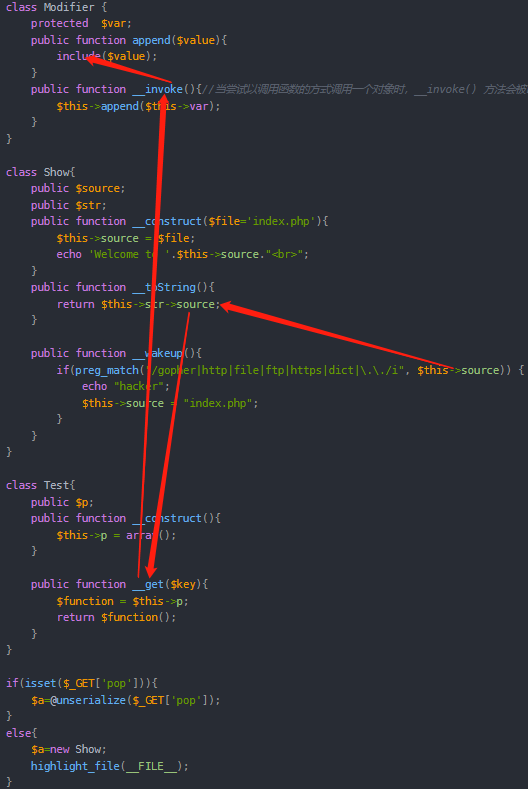 class Modifier {
    protected  $var;
    public function append($value){
        include($value);
    }
    public function __invoke(){//当尝试以调用函数的方式调用一个对象时，__invoke() 方法会被
        $this->append($this->var);
    }
}

class Show{
    public $source;
    public $str;
    public function __construct($file='index.php'){
        $this->source = $file;
        echo 'Welcome to '.$this->source."<br>";
    }
    public function __toString(){
        return $this->str->source;
    }

    public function __wakeup(){
        if(preg_match("/gopher|http|file|ftp|https|dict|\.\./i", $this->source)) {
            echo "hacker";
            $this->source = "index.php";
        }
    }
}

class Test{
    public $p;
    public function __construct(){
        $this->p = array();
    }

    public function __get($key){
        $function = $this->p;
        return $function();
    }
}

if(isset($_GET['pop'])){
    $a=@unserialize($_GET['pop']);
}
else{
    $a=new Show;
    highlight_file(__FILE__);
}